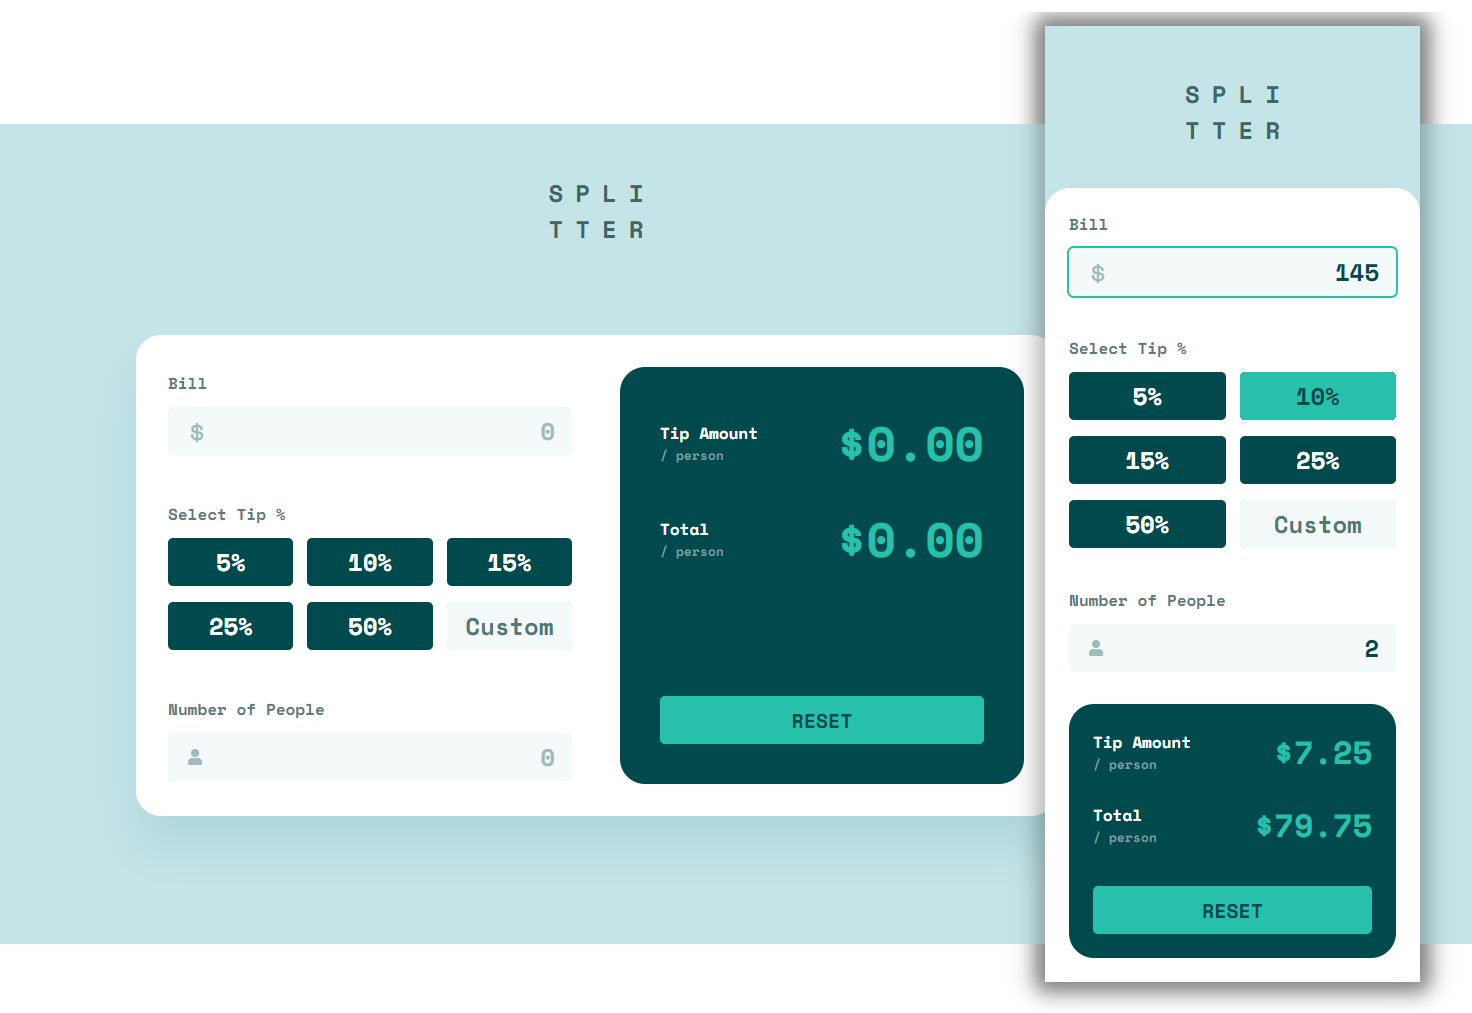 S P L I
T T E R
Bill
$ 0
Select Tip %
5% 10% 15%
25% 50% Custom
Number of People
0
Tip Amount $0.00
/ person
Total $0.00
/ person
RESET
S P L I
T T E R
Bill
$ 145
Select Tip %
5% 10%
15% 25%
50% Custom
Number of People
2
Tip Amount $7.25
/ person
Total $79.75
/ person
RESET